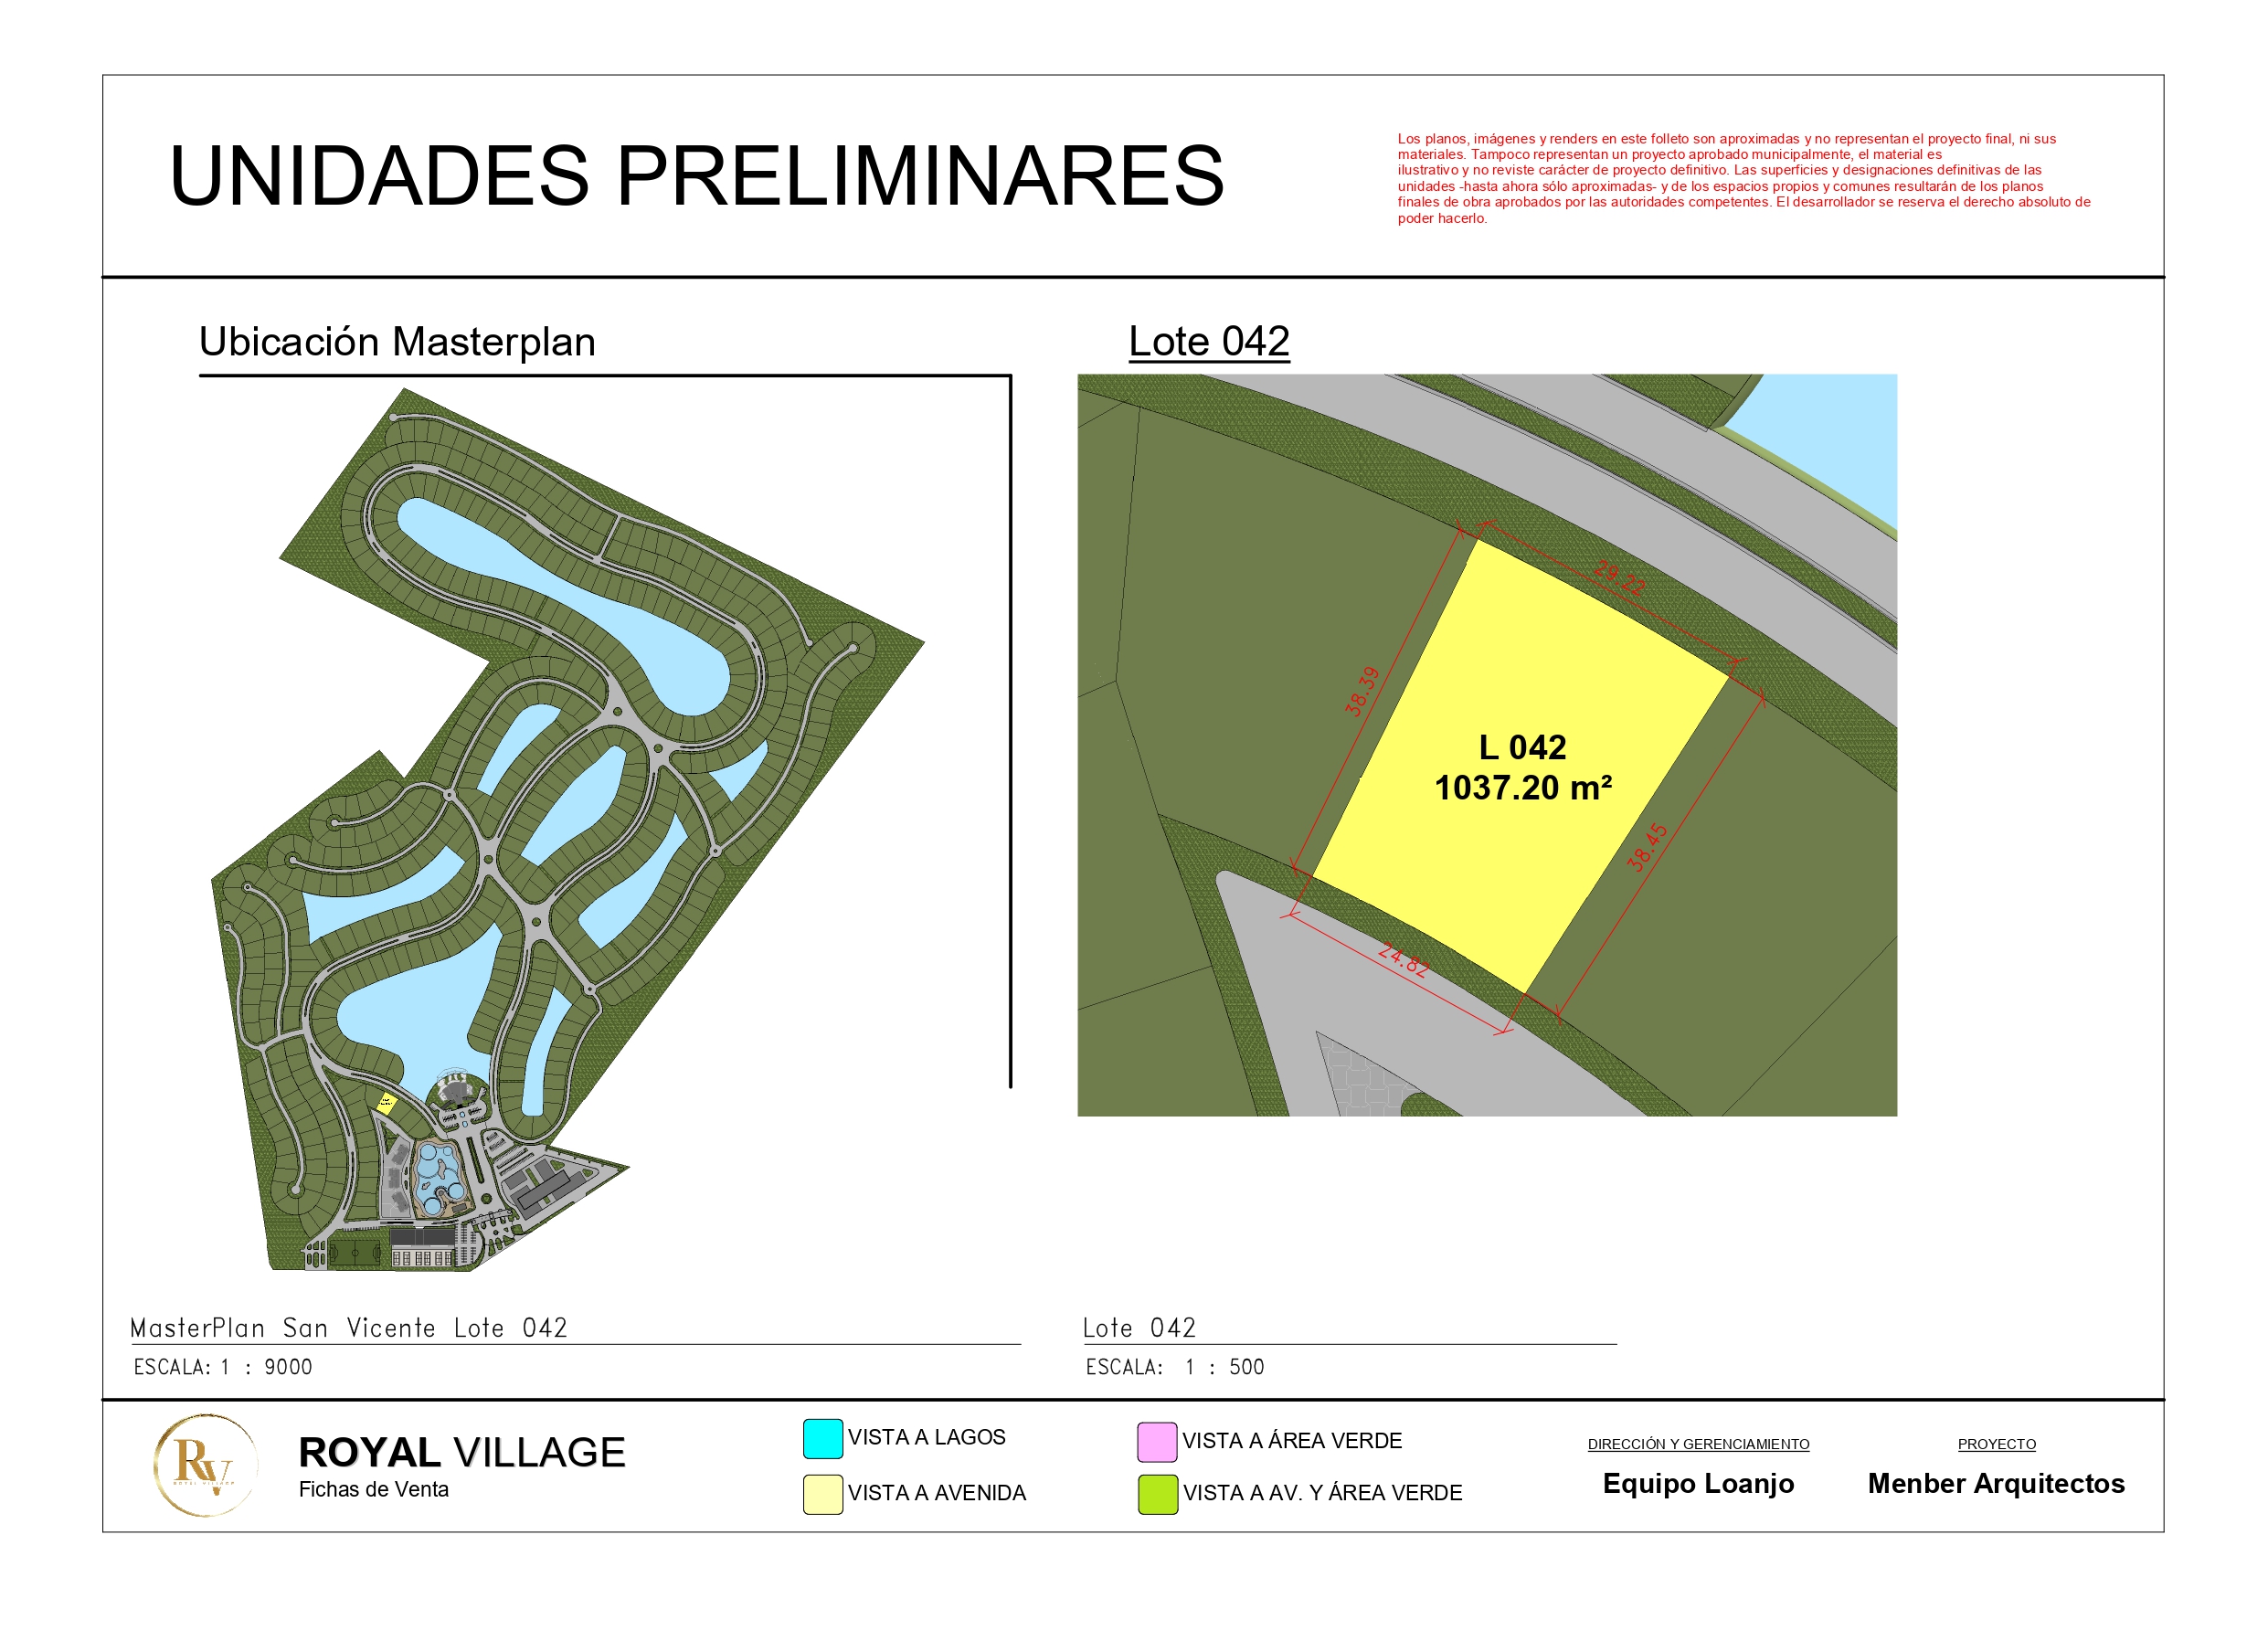 UNIDADES PRELIMINARES
Los planos, imágenes y renders en este folleto son aproximadas y no representan el proyecto final, ni sus
materiales. Tampoco representan un proyecto aprobado municipalmente, el material es
ilustrativo y no reviste carácter de proyecto definitivo. Las superficies y designaciones definitivas de las
unidades -hasta ahora sólo aproximadas- y de los espacios propios y comunes resultarán de los planos
finales de obra aprobados por las autoridades competentes. El desarrollador se reserva el derecho absoluto de
poder hacerlo.
Ubicación Masterplan
Lote 042
29.22
38.39
L 042
1037.20 m²
38.45
24.82
MasterPlan San Vicente Lote 042
ESCALA: 1 : 9000
Lote 042
ESCALA: 1 : 500
RV
ROYAL VILLAGE
ROYAL VILLAGE
Fichas de Venta
VISTA A LAGOS
VISTA A AVENIDA
VISTA A ÁREA VERDE
VISTA A AV. Y ÁREA VERDE
DIRECCIÓN Y GERENCIAMIENTO
Equipo Loanjo
PROYECTO
Menber Arquitectos